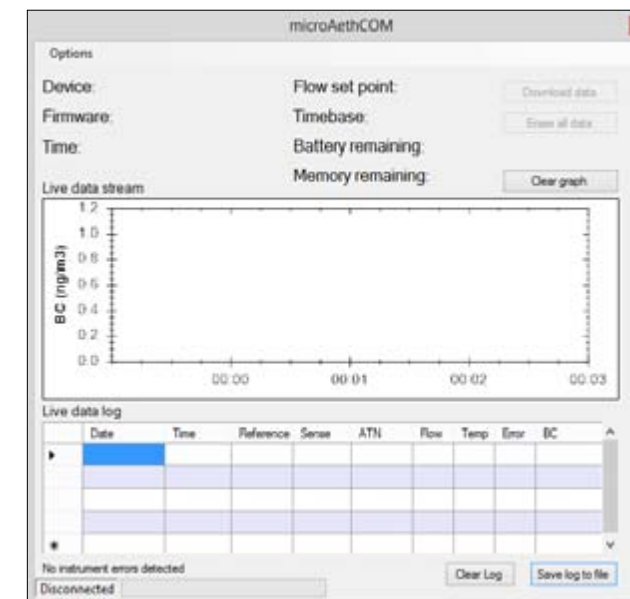 microAethCOM
Options
Device: Flow set point: Download data
Firmware: Timebase: Erase all data
Time: Battery remaining:
Memory remaining: Clear graph
Live data stream
1.2
1.0
0.8
0.6
0.4
0.2
0.0
BC (ng/m3)
00:00 00:01 00:02 00:03
Live data log
Date Time Reference Sense ATN Flow Temp Error BC
No instrument errors detected
Clear Log Save log to file
Disconnected